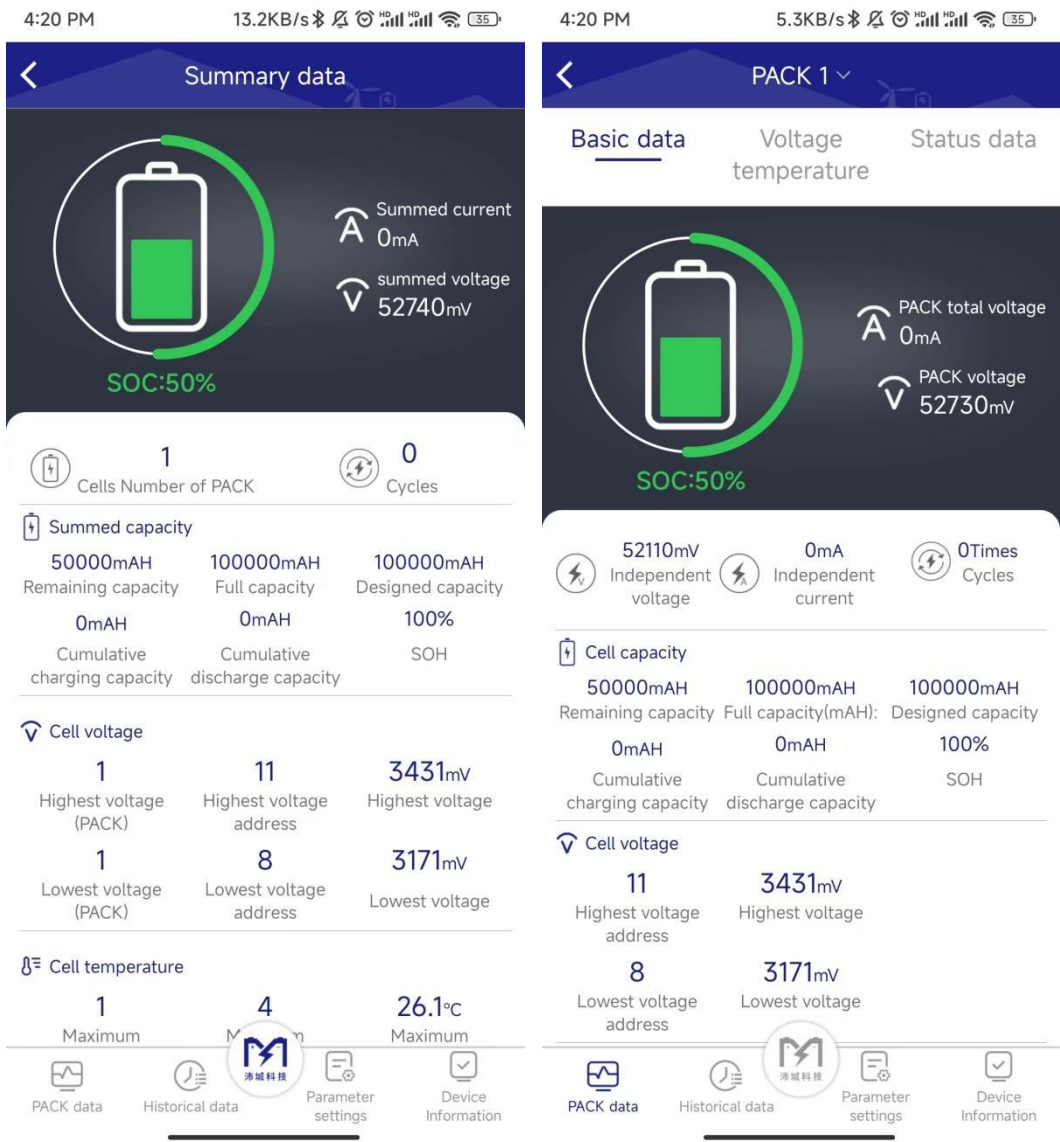 4:20 PM
13.2KB/s
HD
HD
35
Summary data
A
Summed current
0mA
V
summed voltage
52740mV
SOC:50%
1
Cells Number of PACK
0
Cycles
Summed capacity
50000mAH
100000mAH
100000mAH
Remaining capacity
Full capacity
Designed capacity
0mAH
0mAH
100%
Cumulative
charging capacity
Cumulative
discharge capacity
SOH
V
Cell voltage
1
11
3431mV
Highest voltage
(PACK)
Highest voltage
address
Highest voltage
1
8
3171mV
Lowest voltage
(PACK)
Lowest voltage
address
Lowest voltage
Cell temperature
1
4
26.1°C
Maximum
Maximum
沛城科技
PACK data
Historical data
Parameter
settings
Device
Information
4:20 PM
5.3KB/s
HD
HD
35
PACK 1
Basic data
Voltage
temperature
Status data
A
PACK total voltage
0mA
V
PACK voltage
52730mV
SOC:50%
V
52110mV
Independent
voltage
A
0mA
Independent
current
0Times
Cycles
Cell capacity
50000mAH
100000mAH
100000mAH
Remaining capacity
Full capacity(mAH):
Designed capacity
0mAH
0mAH
100%
Cumulative
charging capacity
Cumulative
discharge capacity
SOH
V
Cell voltage
11
3431mV
Highest voltage
address
Highest voltage
8
3171mV
Lowest voltage
address
Lowest voltage
沛城科技
PACK data
Historical data
Parameter
settings
Device
Information